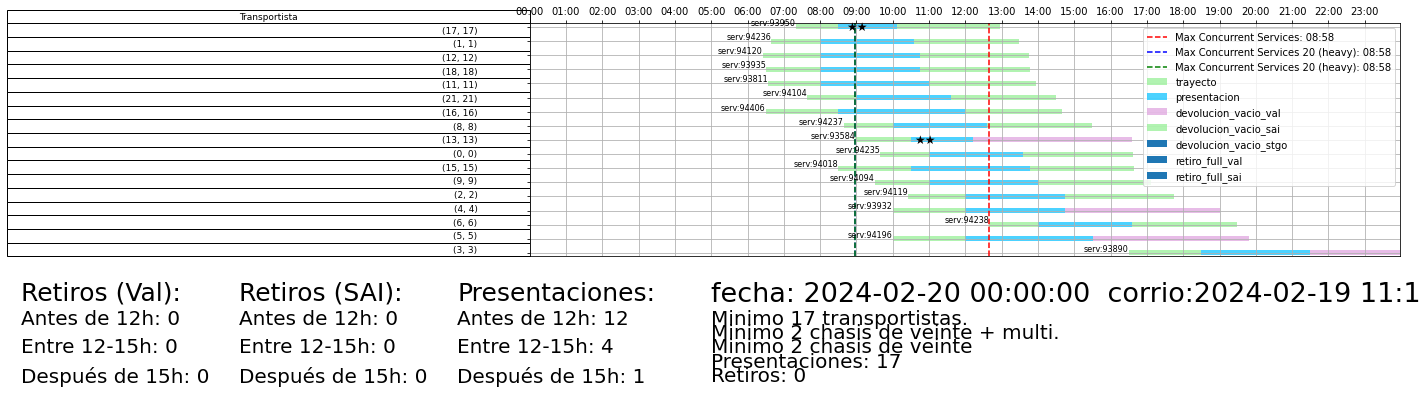 Transportista
00:00 01:00 02:00 03:00 04:00 05:00 06:00 07:00 08:00 09:00 10:00 11:00 12:00 13:00 14:00 15:00 16:00 17:00 18:00 19:00 20:00 21:00 22:00 23:00
(17, 17) serv:93950
(1, 1) serv:94236
(12, 12) serv:94120
(18, 18) serv:93935
(11, 11) serv:93811
(21, 21) serv:94104
(16, 16) serv:94406
(8, 8) serv:94237
(13, 13) serv:93584
(0, 0) serv:94235
(15, 15) serv:94018
(9, 9) serv:94094
(2, 2) serv:94119
(4, 4) serv:93932
(6, 6) serv:94238
(5, 5) serv:94196
(3, 3) serv:93890
Max Concurrent Services: 08:58
Max Concurrent Services 20 (heavy): 08:58
Max Concurrent Services 20 (heavy): 08:58
trayecto
presentacion
devolucion_vacio_val
devolucion_vacio_sai
devolucion_vacio_stgo
retiro_full_val
retiro_full_sai
Retiros (Val):
Antes de 12h: 0
Entre 12-15h: 0
Después de 15h: 0
Retiros (SAI):
Antes de 12h: 0
Entre 12-15h: 0
Después de 15h: 0
Presentaciones:
Antes de 12h: 12
Entre 12-15h: 4
Después de 15h: 1
fecha: 2024-02-20 00:00:00 corrio:2024-02-19 11:1
Minimo 17 transportistas.
Minimo 2 chasis de veinte + multi.
Minimo 2 chasis de veinte
Presentaciones: 17
Retiros: 0